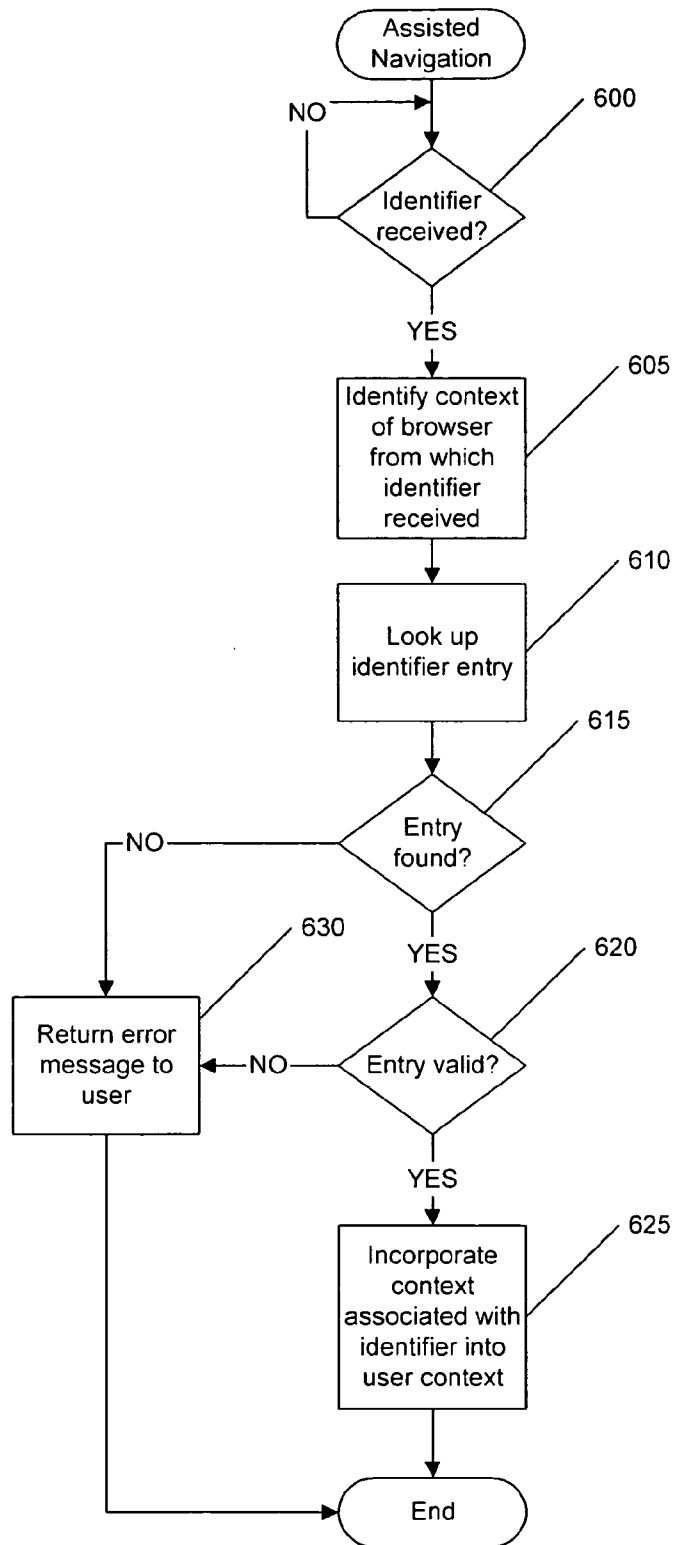 Assisted
Navigation
NO
600
Identifier
received?
YES
605
Identify context
of browser
from which
identifier
received
610
Look up
identifier entry
615
Entry
found?
NO
YES
630
620
Return error
message to
user
NO
Entry valid?
YES
625
Incorporate
context
associated with
identifier into
user context
End